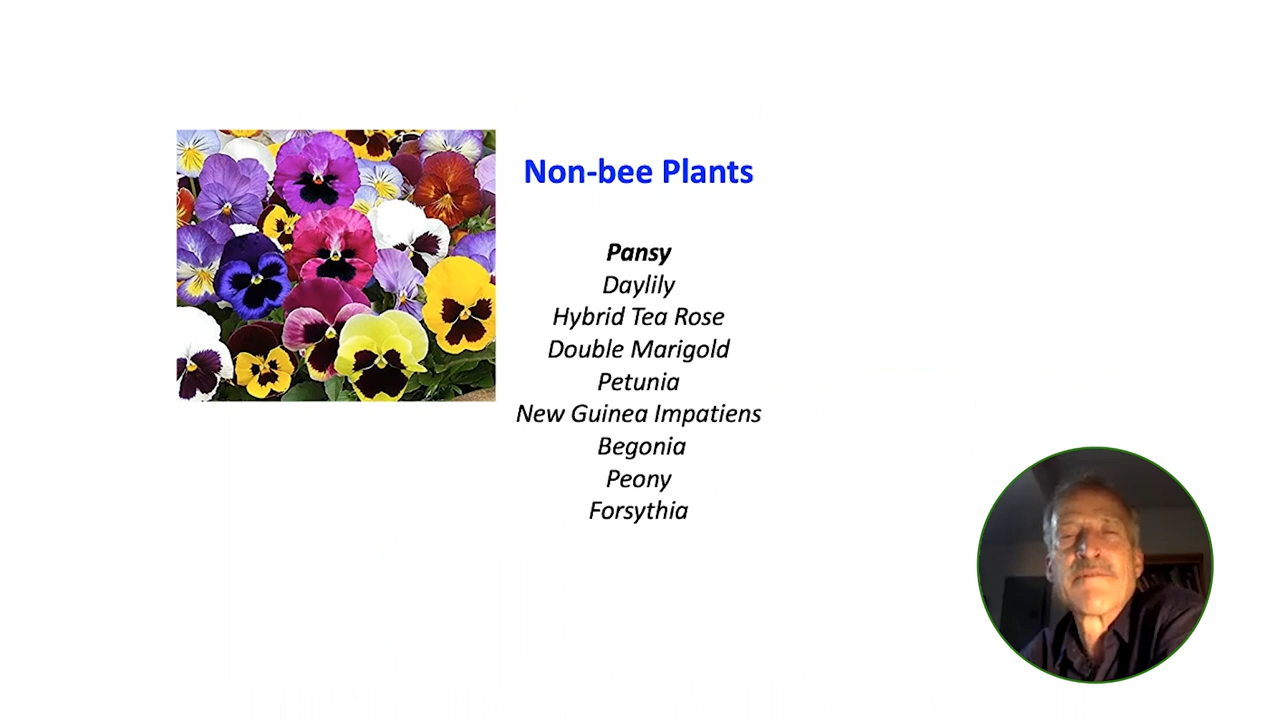 Non-bee Plants
Pansy
Daylily
Hybrid Tea Rose
Double Marigold
Petunia
New Guinea Impatiens
Begonia
Peony
Forsythia